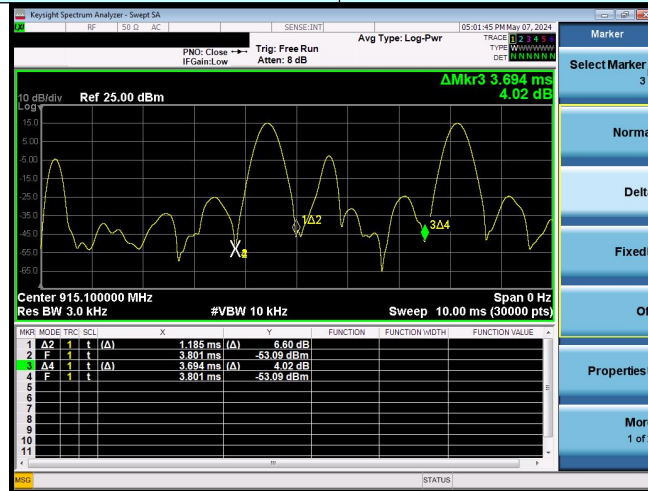 Keysight Spectrum Analyzer - Swept SA
RF 50 Ω AC SENSE:INT 05:01:45 PM May 07, 2024
Avg Type: Log-Pwr
TRACE 1 2 3 4 5 6
PNO: Close Trig: Free Run TYPE WWWWWW
IFGain:Low Atten: 8 dB DET N N N N N N
ΔMkr3 3.694 ms
4.02 dB
10 dB/div Ref 25.00 dBm
Log
15.0
5.00
-5.00
-15.0
-25.0
-35.0
-45.0
-55.0
-65.0
1Δ2
3Δ4
Center 915.100000 MHz Span 0 Hz
Res BW 3.0 kHz #VBW 10 kHz Sweep 10.00 ms (30000 pts)
MKR MODE TRC SCL X Y FUNCTION FUNCTION WIDTH FUNCTION VALUE
1 Δ2 1 t (Δ) 1.185 ms (Δ) 6.60 dB
2 F 1 t 3.801 ms -53.09 dBm
3 Δ4 1 t (Δ) 3.694 ms (Δ) 4.02 dB
4 F 1 t 3.801 ms -53.09 dBm
5
6
7
8
9
10
11
MSG STATUS
Marker
Select Marker
3
Norma
Delt
Fixed
Of
Properties
Mor
1 of